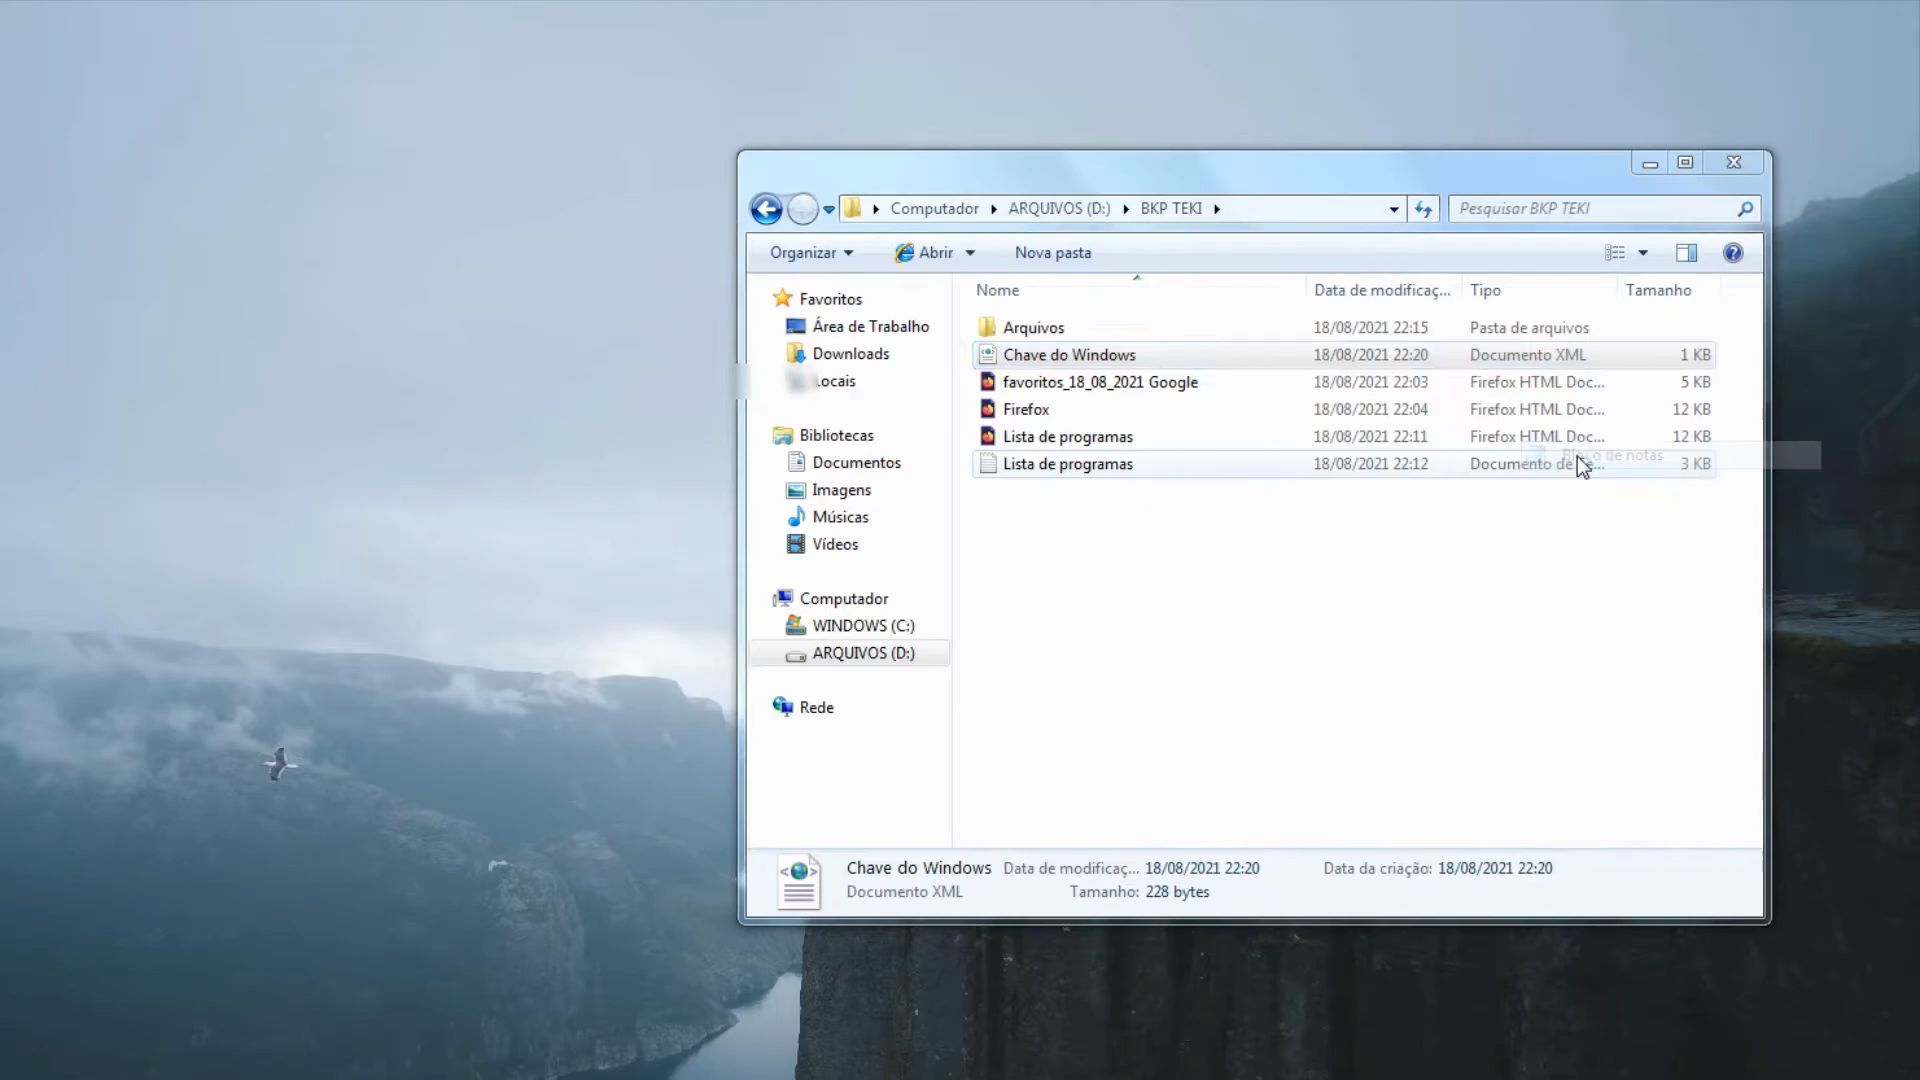 Computador ARQUIVOS (D:) BKP TEKI
Pesquisar BKP TEKI
Organizar Abrir Nova pasta
Nome Data de modificaç... Tipo Tamanho
Arquivos 18/08/2021 22:15 Pasta de arquivos
Chave do Windows 18/08/2021 22:20 Documento XML 1 KB
favoritos_18_08_2021 Google 18/08/2021 22:03 Firefox HTML Doc... 5 KB
Firefox 18/08/2021 22:04 Firefox HTML Doc... 12 KB
Lista de programas 18/08/2021 22:11 Firefox HTML Doc... 12 KB
Bloco de notas
Lista de programas 18/08/2021 22:12 Documento de 3 KB
Favoritos
Área de Trabalho
Downloads
Locais
Bibliotecas
Documentos
Imagens
Músicas
Vídeos
Computador
WINDOWS (C:)
ARQUIVOS (D:)
Rede
Chave do Windows Data de modificaç... 18/08/2021 22:20 Data da criação: 18/08/2021 22:20
Documento XML Tamanho: 228 bytes